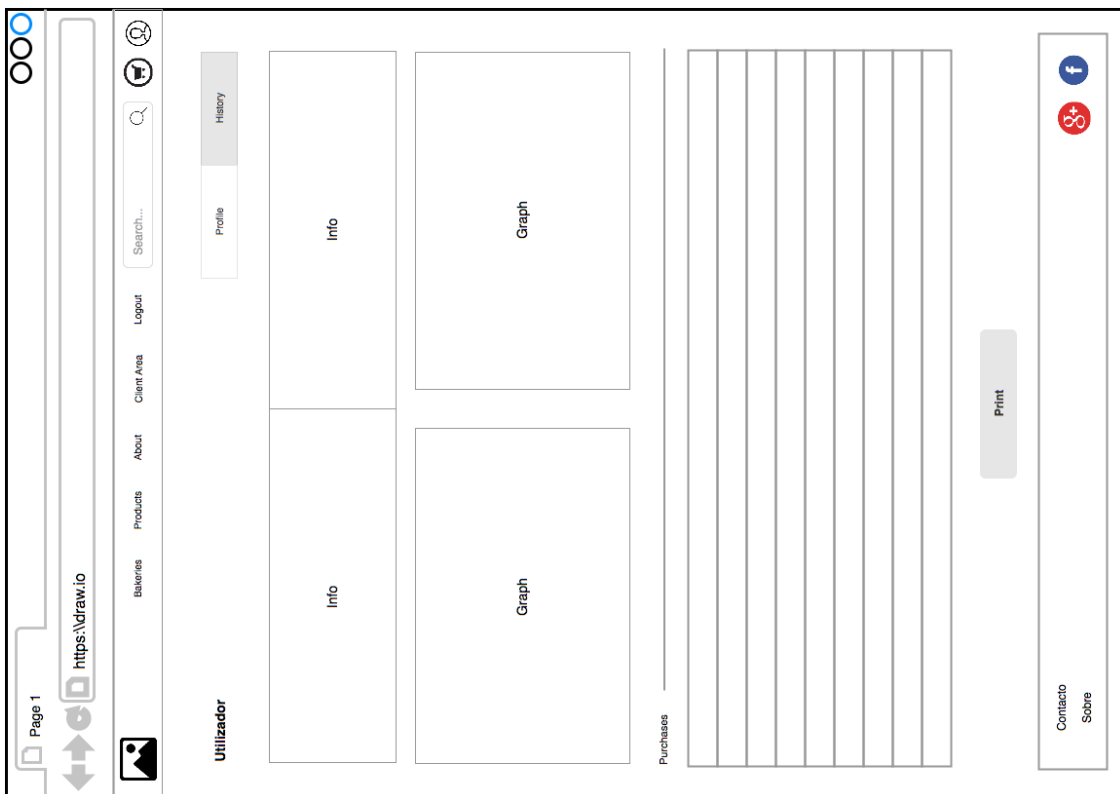 Page 1
https:\\draw.io
Bakeries Products About Client Area Logout Search...
Utilizador Profile History
Info Info
Graph Graph
Purchases
Print
Contacto g+ f
Sobre